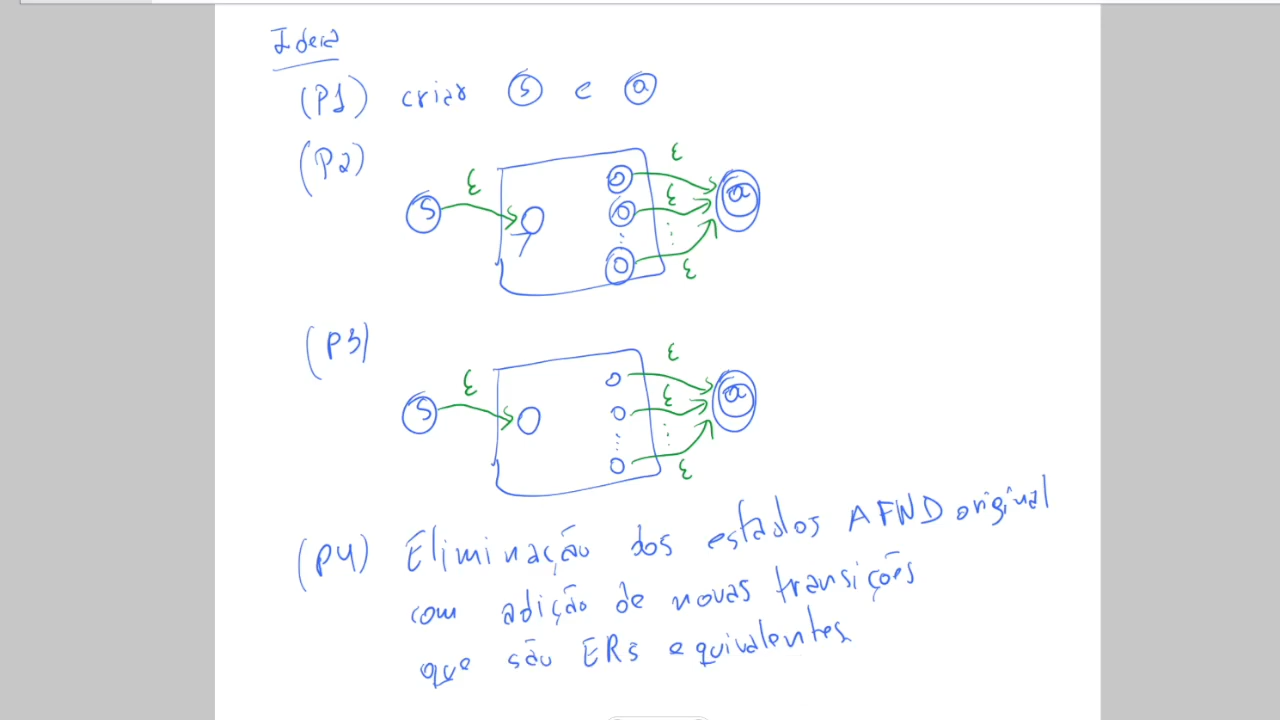 Ideia
(P1) criar s e a
(P2)
ε ε
s ε a
ε
(P3)
ε ε
s ε a
ε
(P4) Eliminação dos estados AFND original
com adição de novas transições
que são ERs equivalentes